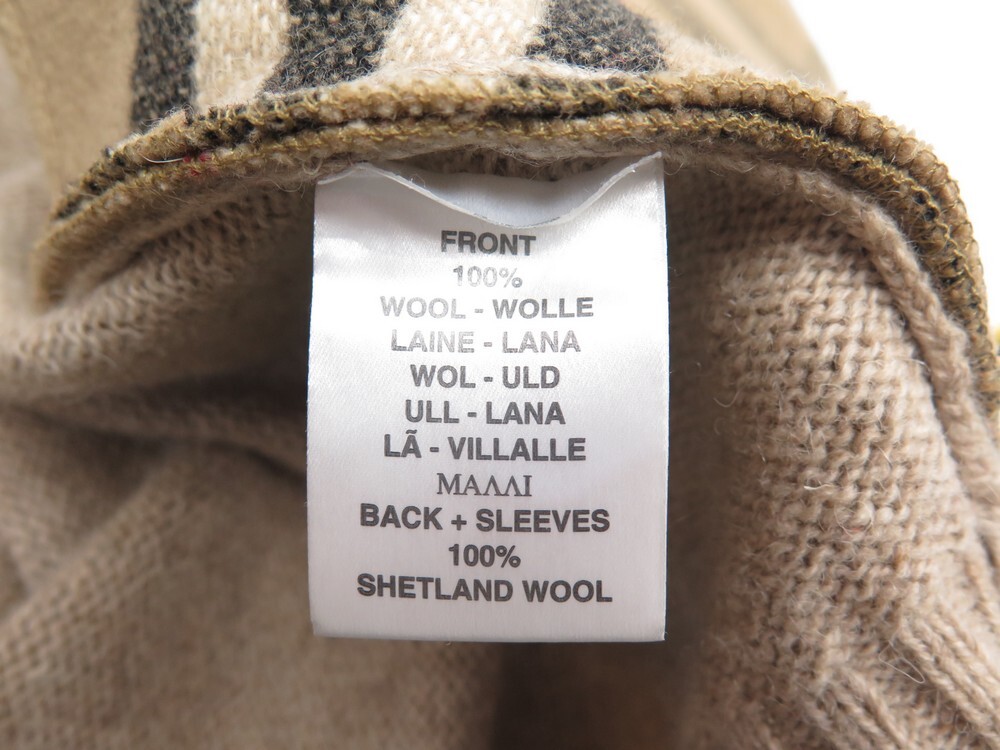 FRONT
100%
WOOL - WOLLE
LAINE - LANA
WOL - ULD
ULL - LANA
LÃ - VILLALLE
ΜΑΛΛΙ
BACK + SLEEVES
100%
SHETLAND WOOL